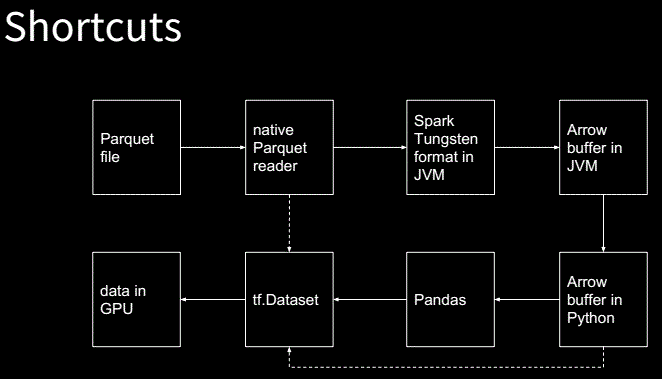 Shortcuts
Parquet
file
native
Parquet
reader
Spark
Tungsten
format in
JVM
Arrow
buffer in
JVM
data in
GPU
tf.Dataset
Pandas
Arrow
buffer in
Python